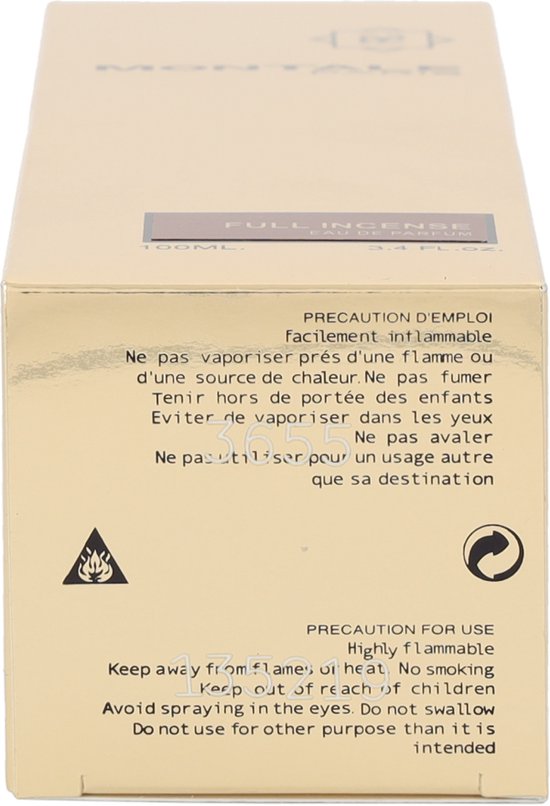 MONTALE
FULL INCENSE
EAU DE PARFUM
100ML. 3.4 FL.oz.
PRECAUTION D'EMPLOI
facilement inflammable
Ne pas vaporiser prés d'une flamme ou
d'une source de chaleur. Ne pas fumer
Tenir hors de portée des enfants
Eviter de vaporiser dans les yeux
3655
Ne pas avaler
Ne pas utiliser pour un usage autre
que sa destination
PRECAUTION FOR USE
Highly flammable
Keep away from flames or heat. No smoking
135219
Keep out of reach of children
Avoid spraying in the eyes. Do not swallow
Do not use for other purpose than it is
intended